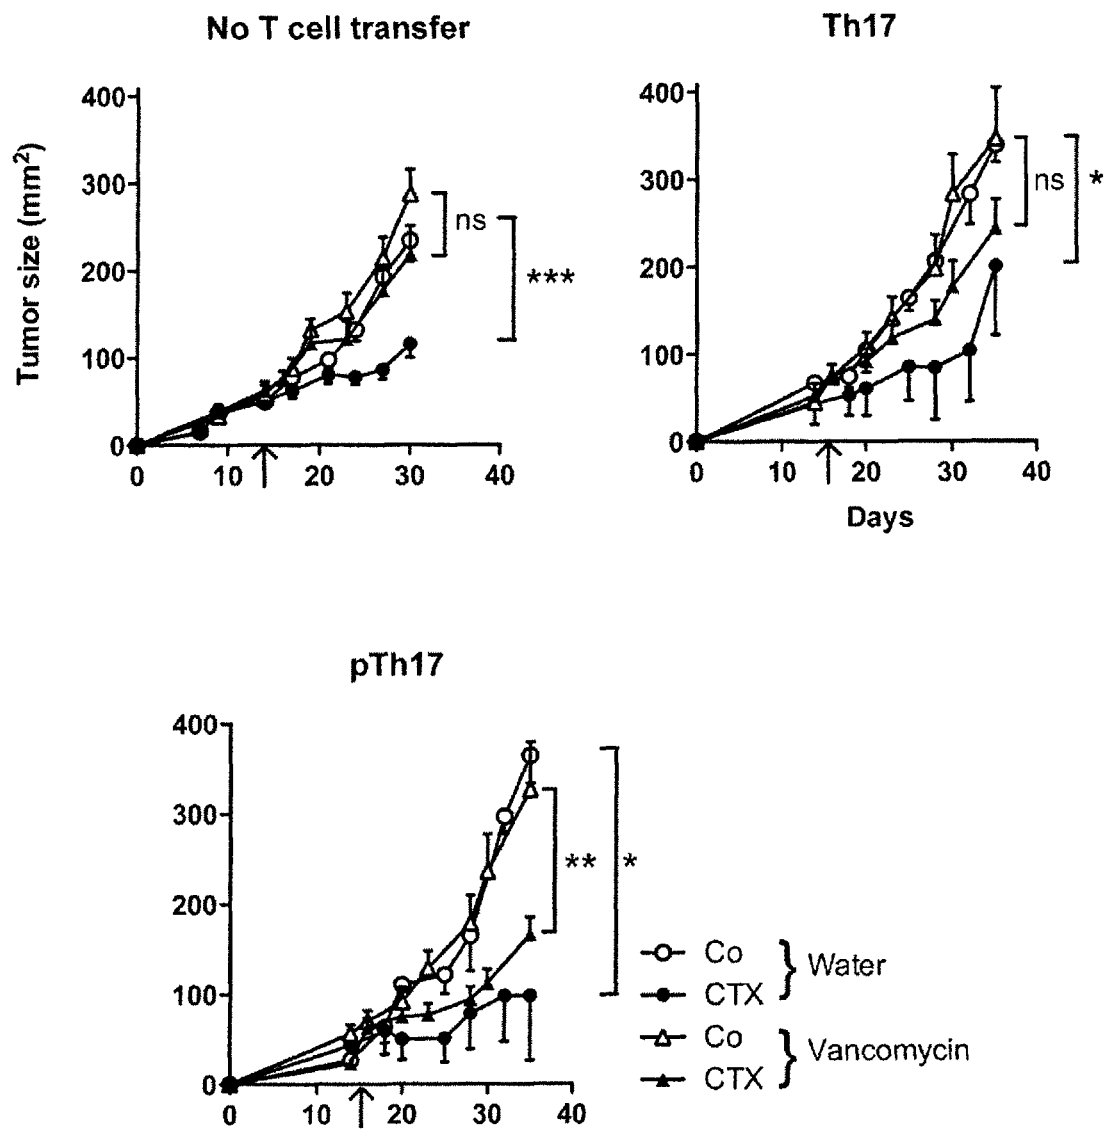 No T cell transfer
Th17
Tumor size (mm²)
400
300
200
100
0
0 10 20 30 40
ns
***
400
300
200
100
0
0 10 20 30 40
ns
*
Days
pTh17
400
300
200
100
0
0 10 20 30 40
** *
Co
CTX
Water
Co
CTX
Vancomycin